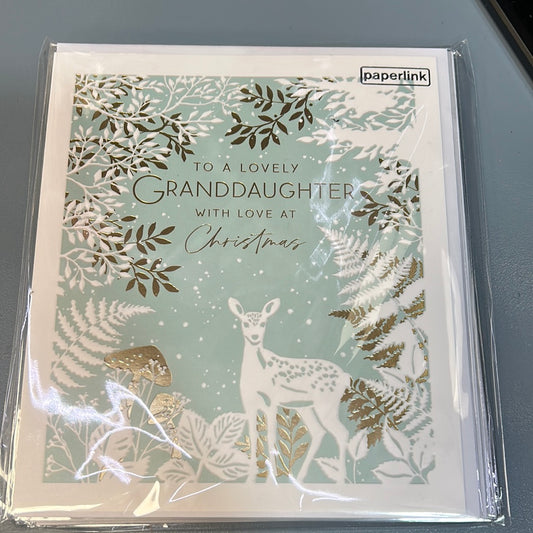 paperlink
TO A LOVELY
GRANDDAUGHTER
WITH LOVE AT
Christmas